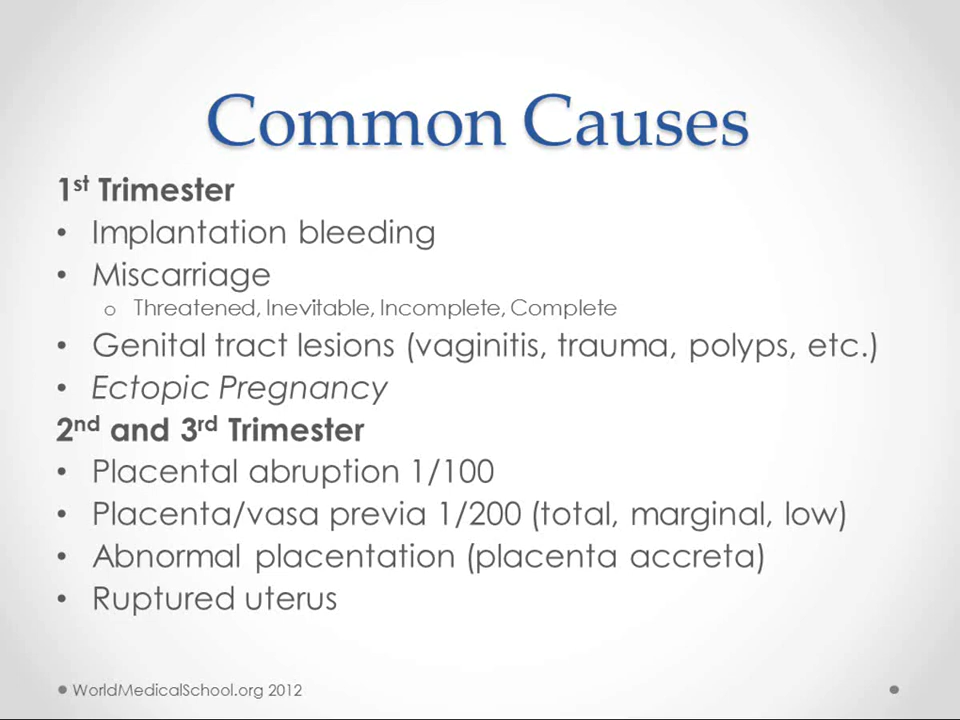 Common Causes
1st Trimester
• Implantation bleeding
• Miscarriage
o Threatened, Inevitable, Incomplete, Complete
• Genital tract lesions (vaginitis, trauma, polyps, etc.)
• Ectopic Pregnancy
2nd and 3rd Trimester
• Placental abruption 1/100
• Placenta/vasa previa 1/200 (total, marginal, low)
• Abnormal placentation (placenta accreta)
• Ruptured uterus
• WorldMedicalSchool.org 2012